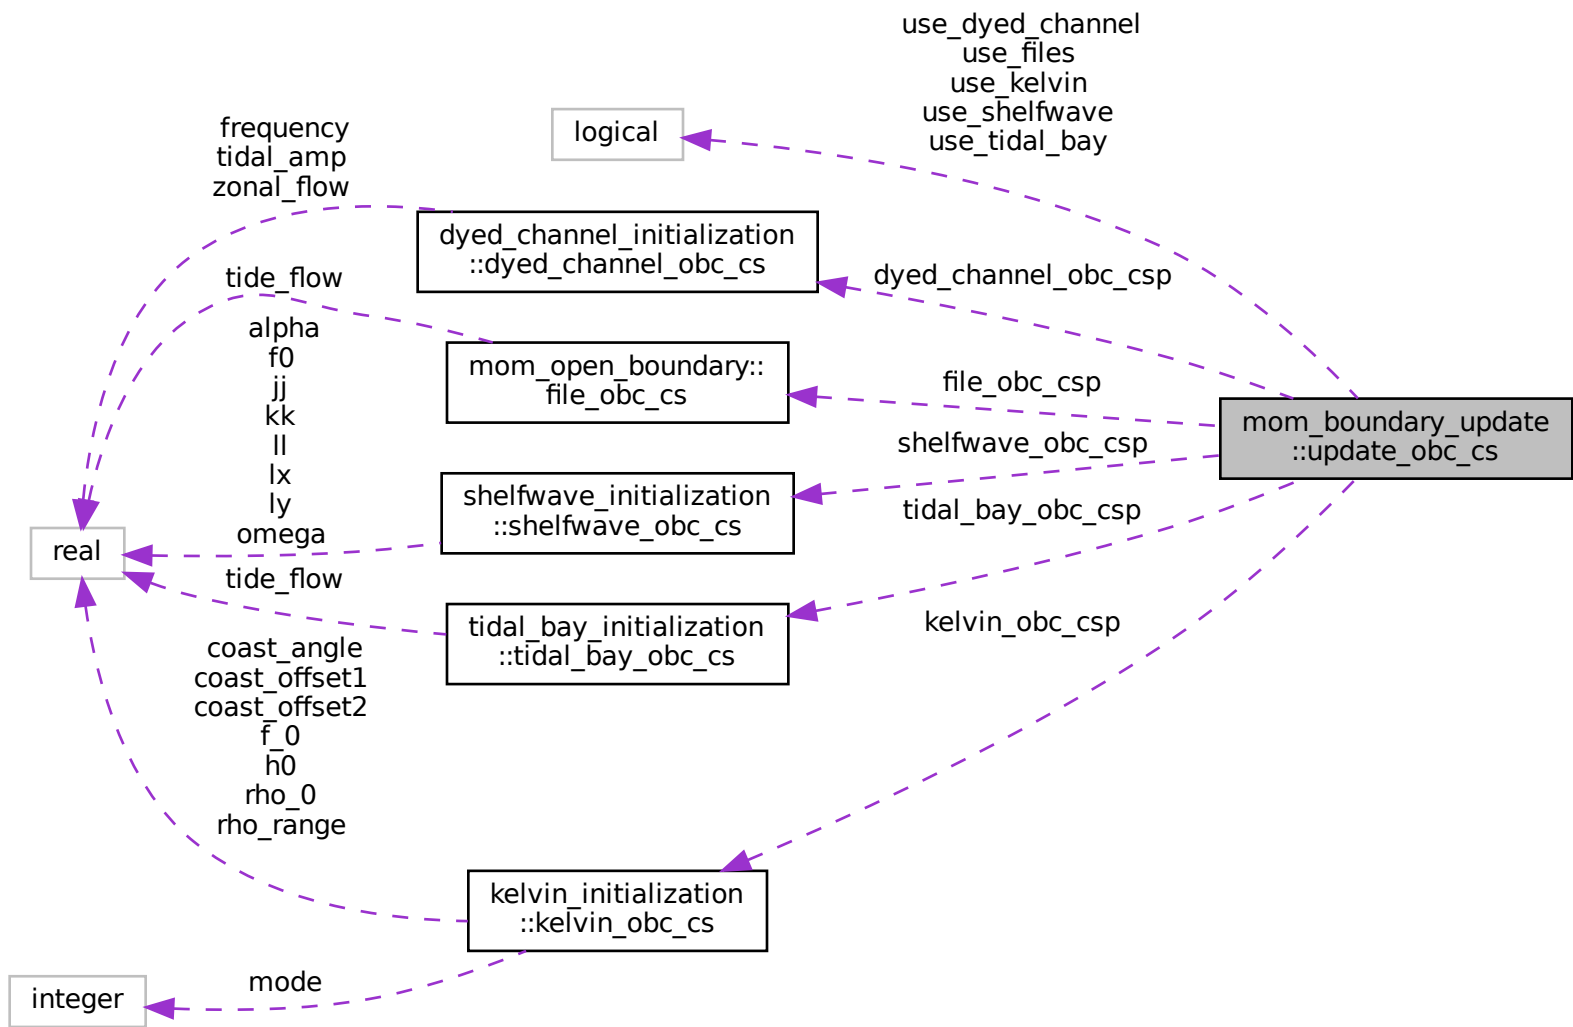 use_dyed_channel
use_files
use_kelvin
use_shelfwave
use_tidal_bay
logical
frequency
tidal_amp
zonal_flow
dyed_channel_initialization
::dyed_channel_obc_cs
dyed_channel_obc_csp
tide_flow
mom_open_boundary::
file_obc_cs
file_obc_csp
alpha
f0
jj
kk
ll
lx
ly
omega
mom_boundary_update
::update_obc_cs
shelfwave_obc_csp
shelfwave_initialization
::shelfwave_obc_cs
tidal_bay_obc_csp
real
tide_flow
tidal_bay_initialization
::tidal_bay_obc_cs
kelvin_obc_csp
coast_angle
coast_offset1
coast_offset2
f_0
h0
rho_0
rho_range
kelvin_initialization
::kelvin_obc_cs
mode
integer